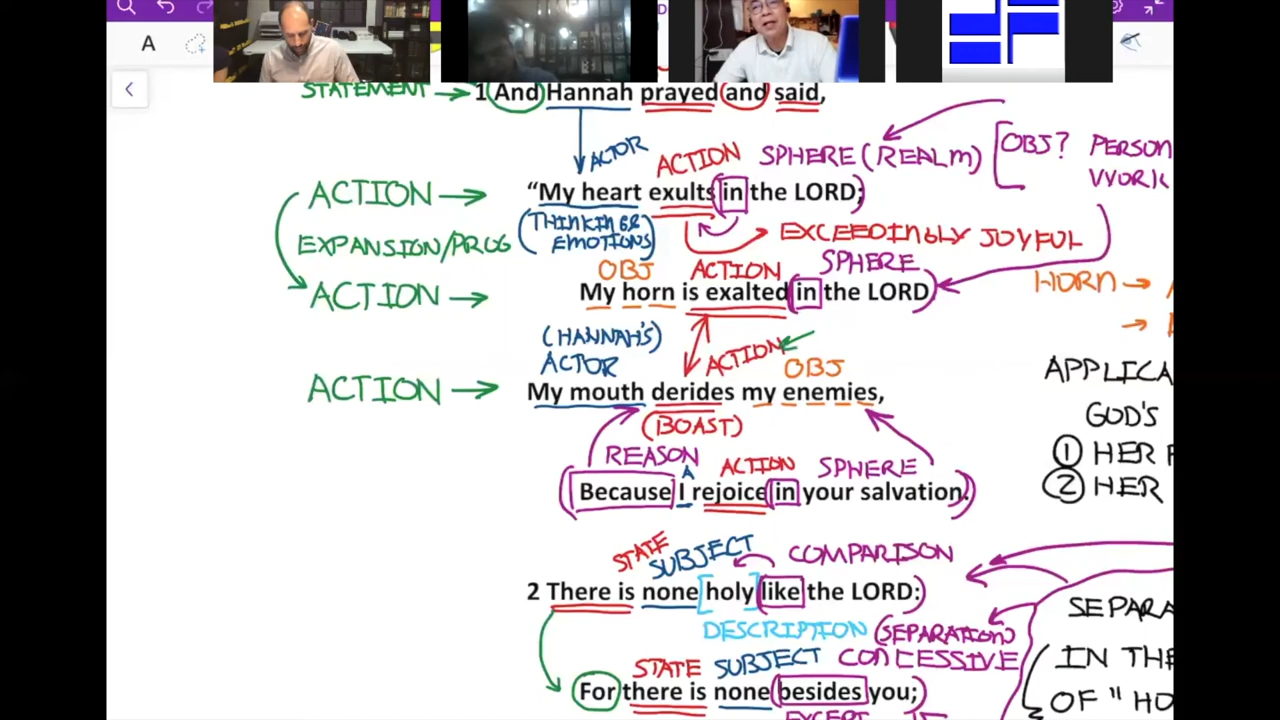 A
STATEMENT → 1 And Hannah prayed and said,
ACTOR
ACTION SPHERE (REALM) OBJ? PERSON
WORK
ACTION → “My heart exults in the LORD;
(THINKING & EMOTIONS)
EXPANSION/PROG
EXCEEDINGLY JOYFUL
OBJ ACTION SPHERE
HORN →
ACTION → My horn is exalted in the LORD
(HANNAH'S)
ACTOR ACTION OBJ
APPLICA
ACTION → My mouth derides my enemies,
GOD'S
(BOAST)
① HER
REASON A ACTION SPHERE
② HER
(Because I rejoice in your salvation.)
STATE SUBJECT COMPARISON
2 There is none holy like the LORD:
SEPARA
DESCRIPTION (SEPARATION)
IN THE
STATE SUBJECT CONCESSIVE
For there is none besides you;
OF "HO
EXCEPT